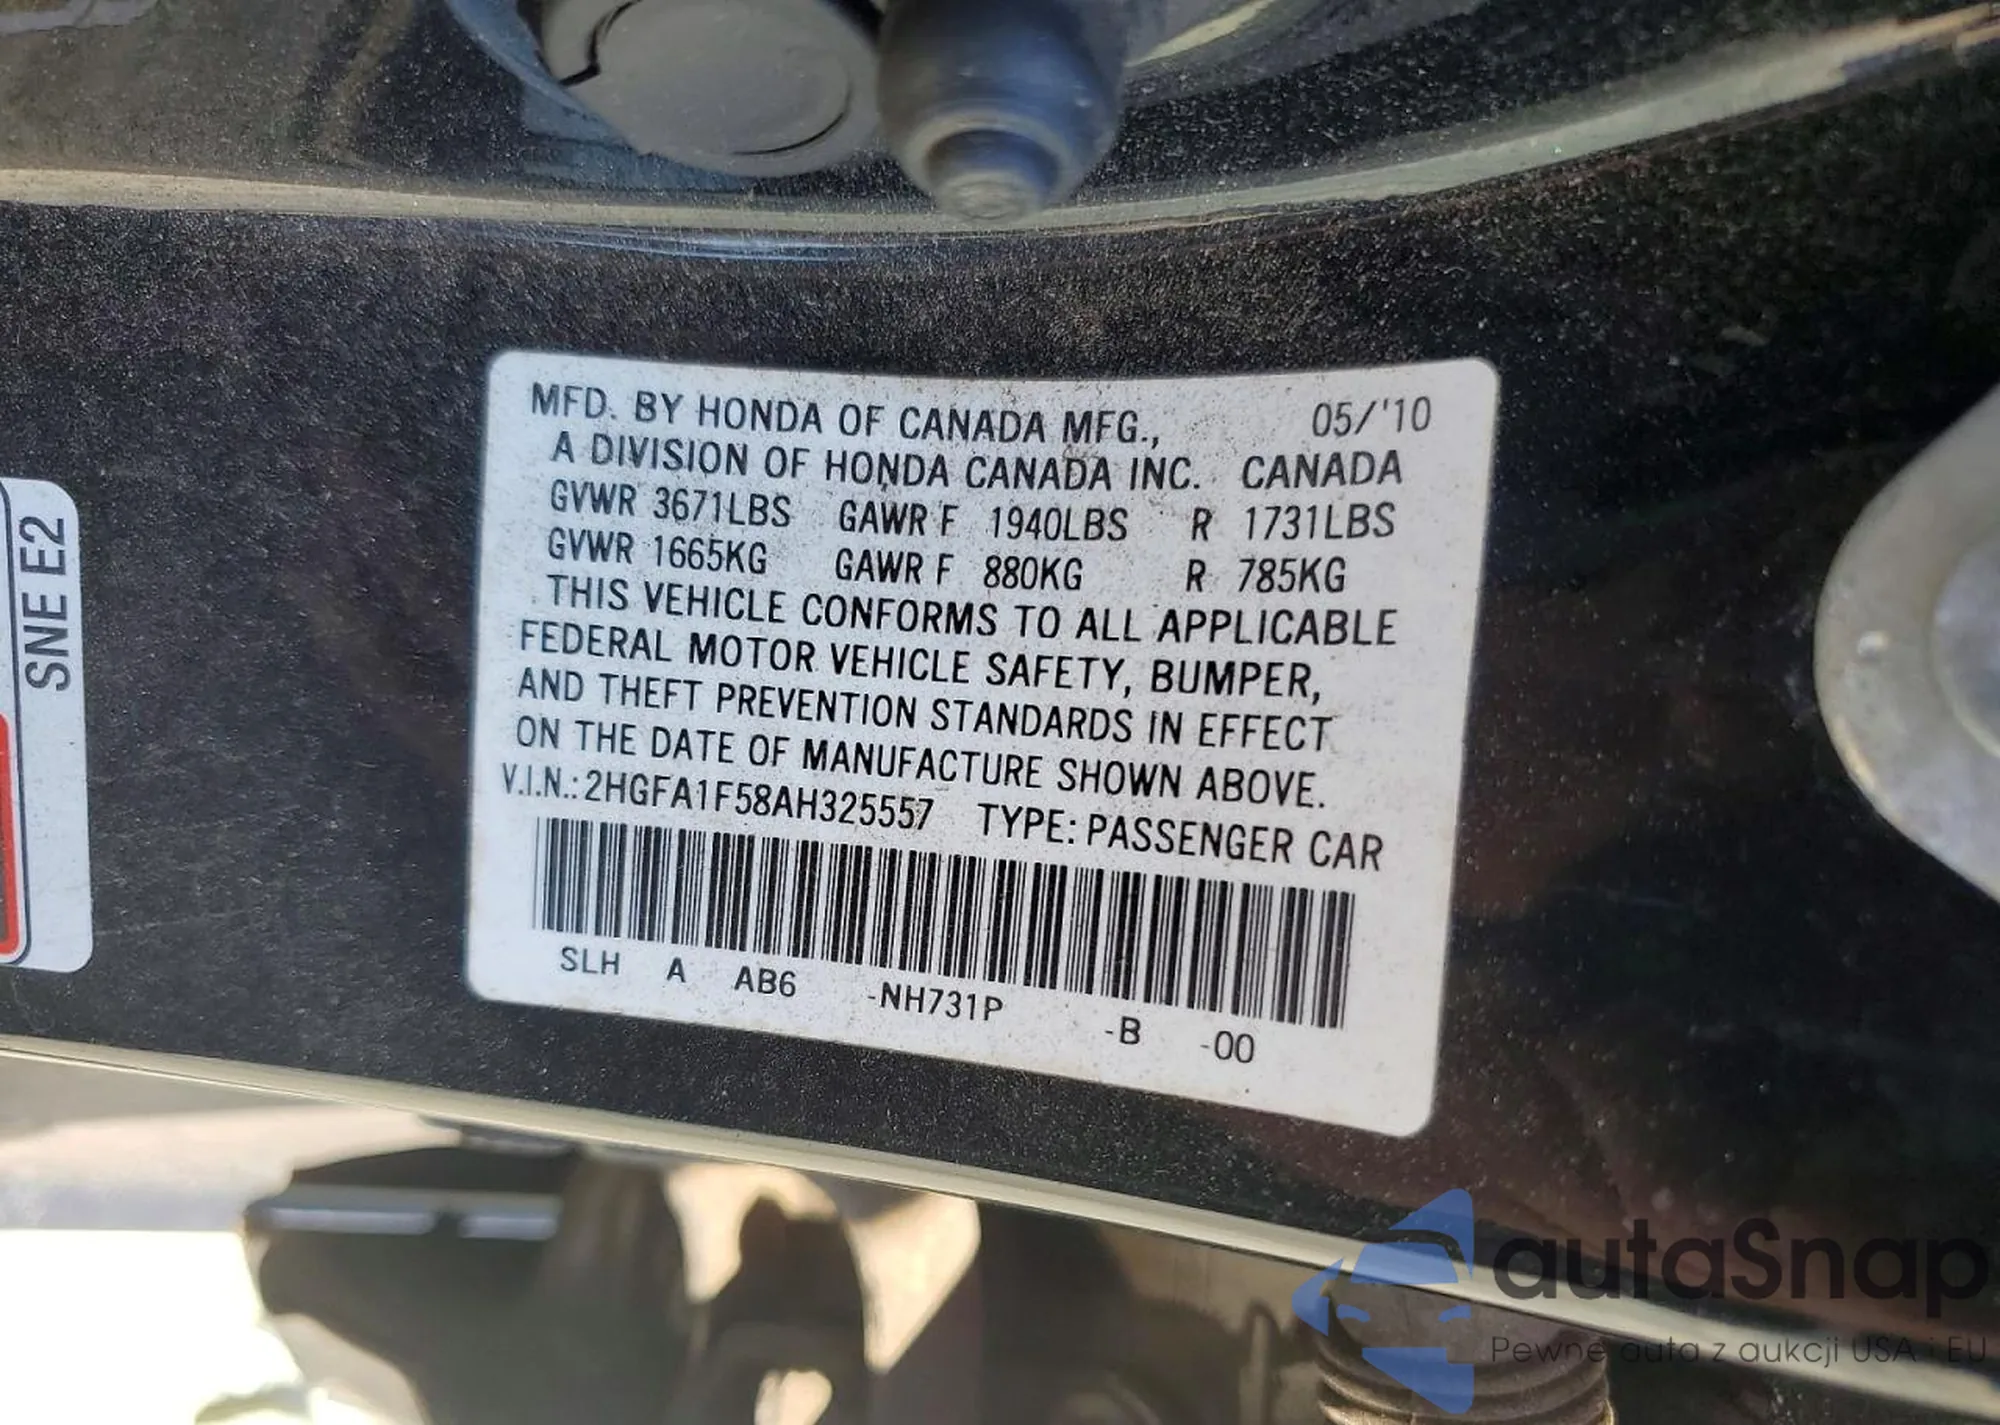 MFD. BY HONDA OF CANADA MFG., 05/'10
A DIVISION OF HONDA CANADA INC. CANADA
GVWR 3671LBS GAWR F 1940LBS R 1731LBS
GVWR 1665KG GAWR F 880KG R 785KG
THIS VEHICLE CONFORMS TO ALL APPLICABLE
FEDERAL MOTOR VEHICLE SAFETY, BUMPER,
AND THEFT PREVENTION STANDARDS IN EFFECT
ON THE DATE OF MANUFACTURE SHOWN ABOVE.
V.I.N.: 2HGFA1F58AH325557 TYPE: PASSENGER CAR
SLH A AB6 -NH731P -B -00
SNE E2
autaSnap
Pewne auta z aukcji USA i EU